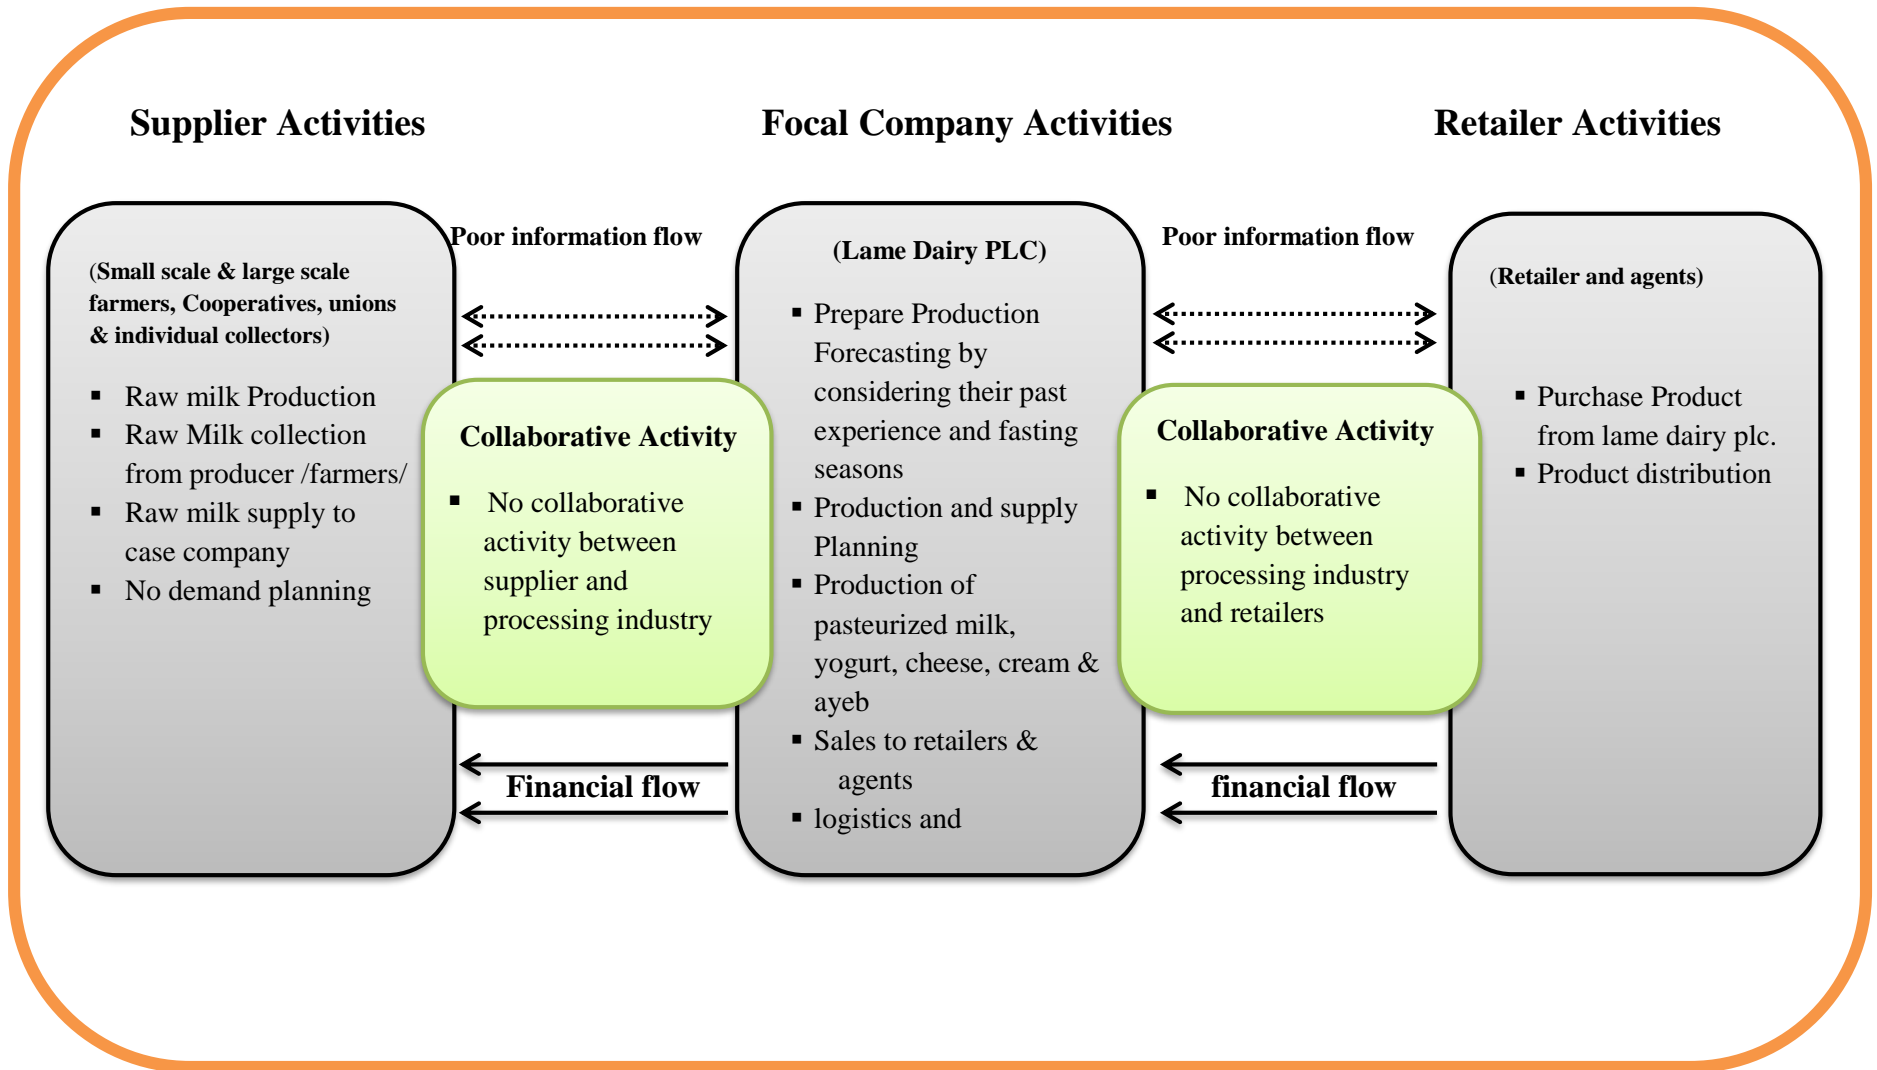 Supplier Activities
Focal Company Activities
Retailer Activities
(Small scale & large scale
farmers, Cooperatives, unions
& individual collectors)
▪ Raw milk Production
▪ Raw Milk collection
from producer /farmers/
▪ Raw milk supply to
case company
▪ No demand planning
Poor information flow
Collaborative Activity
▪ No collaborative
activity between
supplier and
processing industry
Financial flow
(Lame Dairy PLC)
▪ Prepare Production
Forecasting by
considering their past
experience and fasting
seasons
▪ Production and supply
Planning
▪ Production of
pasteurized milk,
yogurt, cheese, cream &
ayeb
▪ Sales to retailers &
agents
▪ logistics and
Poor information flow
Collaborative Activity
▪ No collaborative
activity between
processing industry
and retailers
financial flow
(Retailer and agents)
▪ Purchase Product
from lame dairy plc.
▪ Product distribution